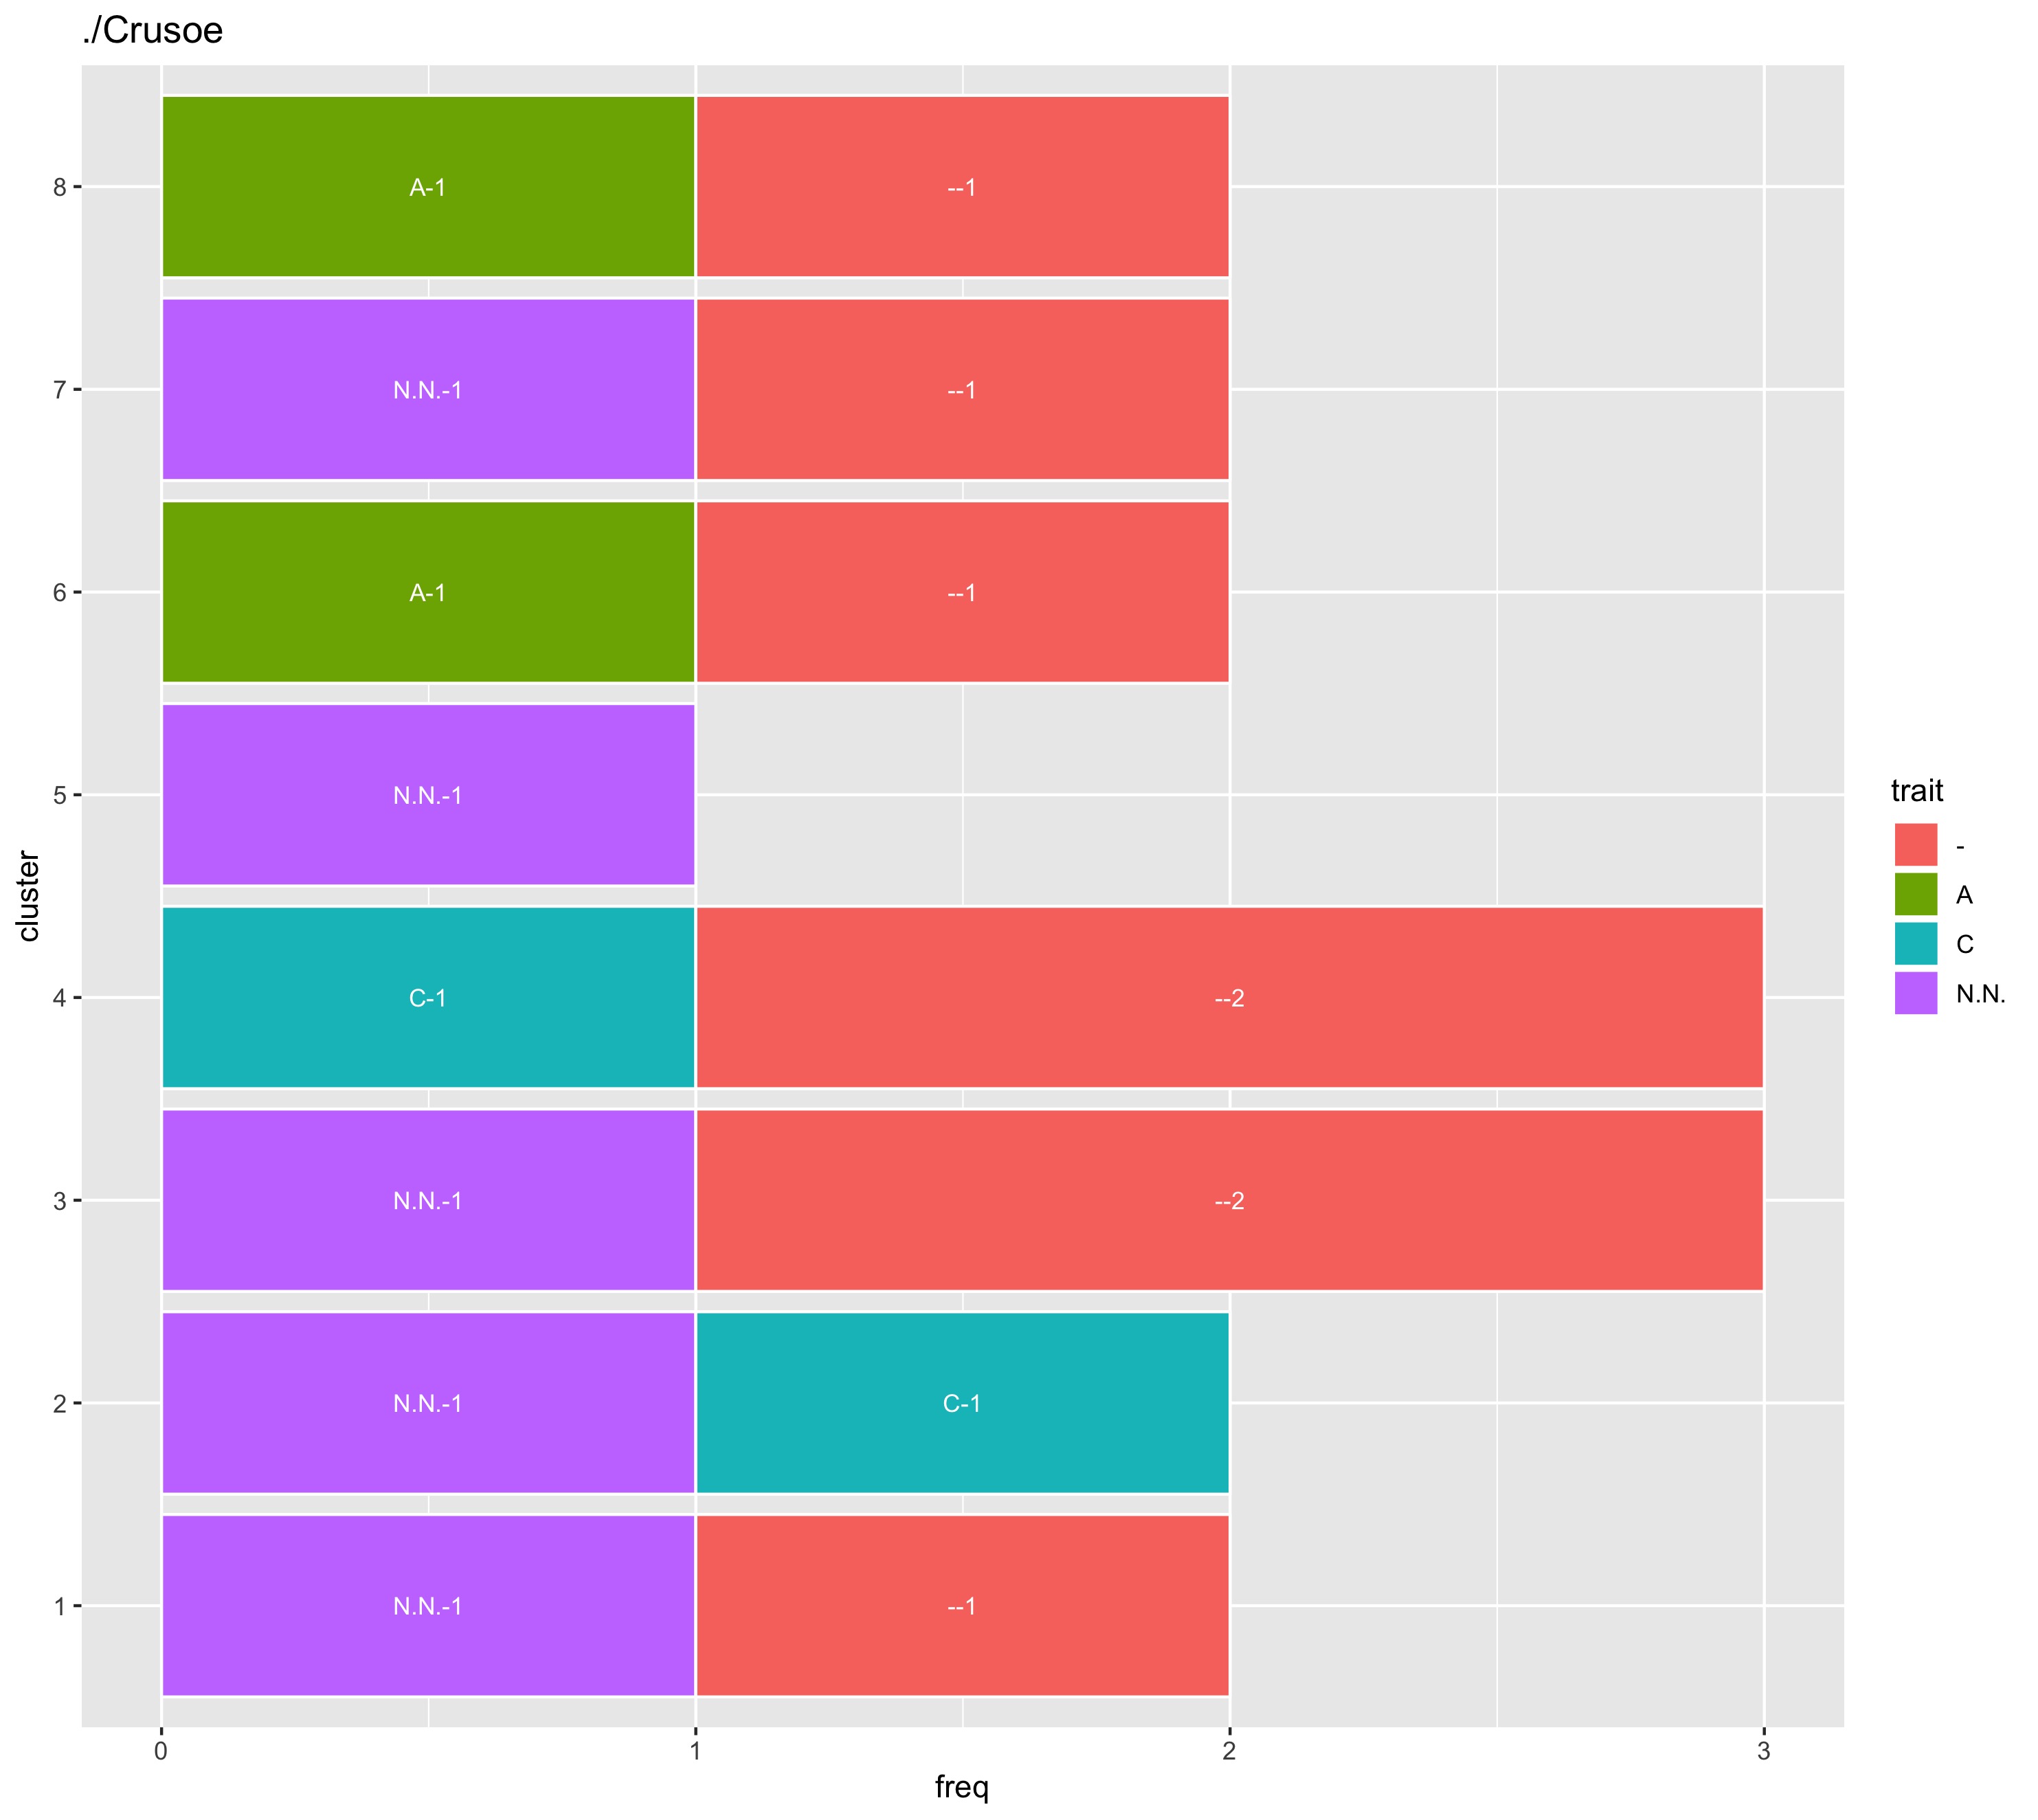 ./Crusoe
8
A-1
--1
7
N.N.-1
--1
6
A-1
--1
5
N.N.-1
4
C-1
--2
3
N.N.-1
--2
2
N.N.-1
C-1
1
N.N.-1
--1
cluster
0
1
2
3
freq
trait
-
A
C
N.N.